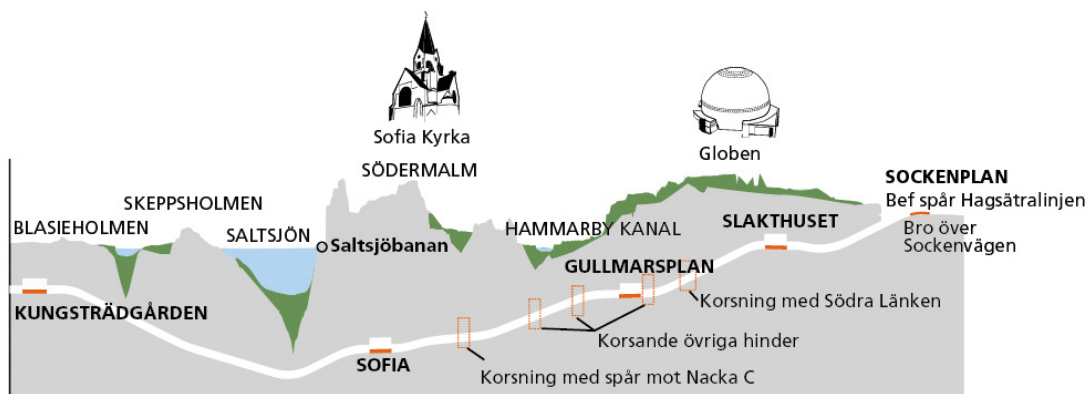 Sofia Kyrka
Globen
SÖDERMALM
SOCKENPLAN
Bef spår Hagsätralinjen
Bro över
Sockenvägen
SKEPPSHOLMEN
BLASIEHOLMEN
SALTSJÖN
Saltsjöbanan
HAMMARBY KANAL
SLAKTHUSET
GULLMARSPLAN
KUNGSTRÄDGÅRDEN
Korsning med Södra Länken
Korsande övriga hinder
SOFIA
Korsning med spår mot Nacka C